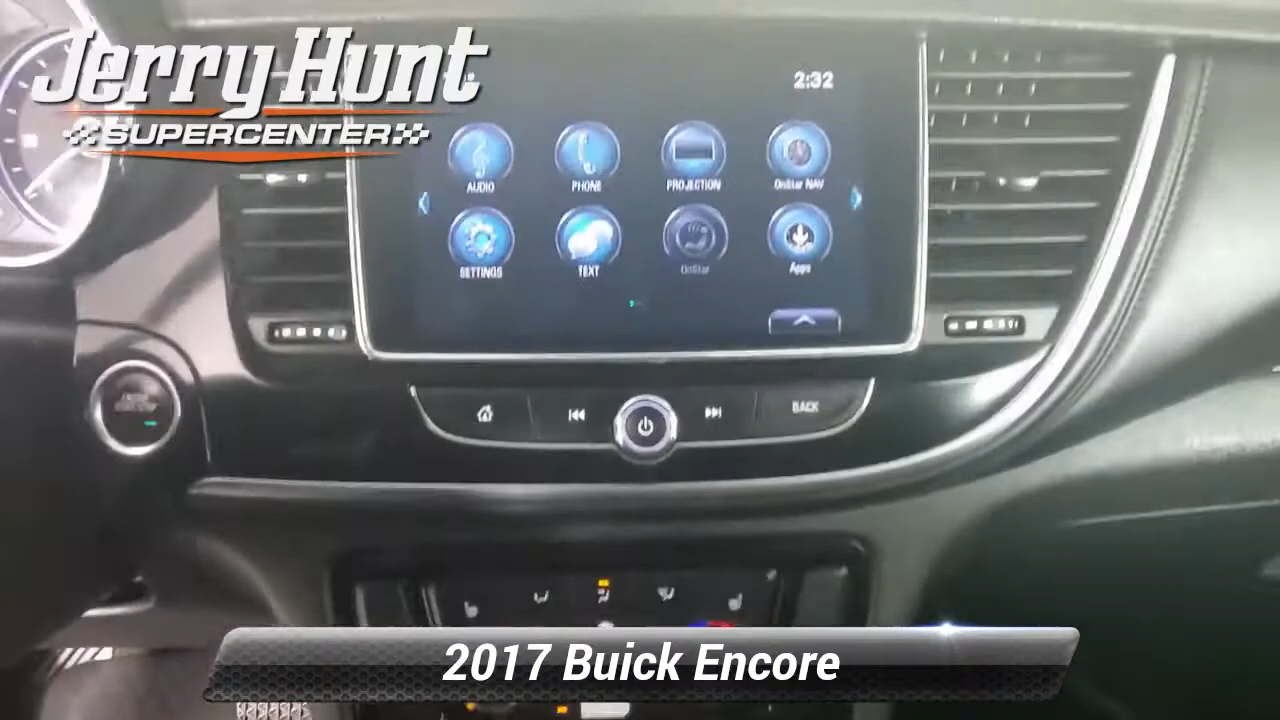 Jerry Hunt
SUPERCENTER
2:32
AUDIO
PHONE
PROJECTION
OnStar NAV
SETTINGS
TEXT
OnStar
Apps
BACK
2017 Buick Encore